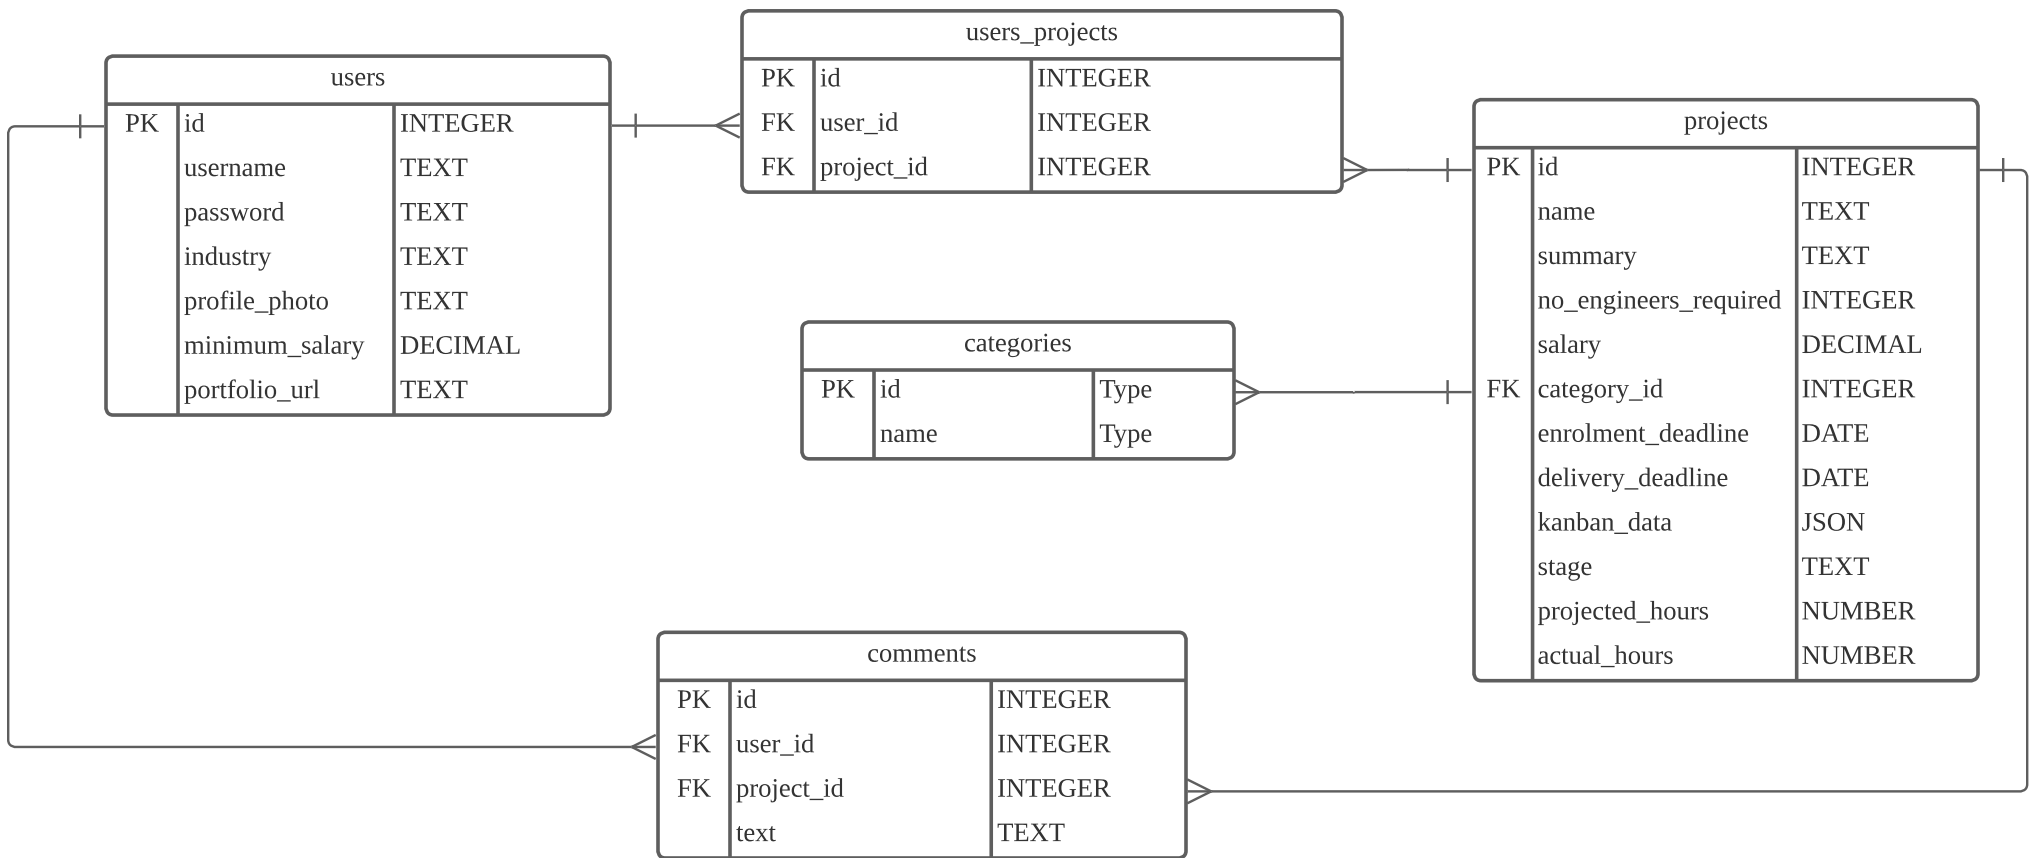 users
PK id INTEGER
username TEXT
password TEXT
industry TEXT
profile_photo TEXT
minimum_salary DECIMAL
portfolio_url TEXT
users_projects
PK id INTEGER
FK user_id INTEGER
FK project_id INTEGER
projects
PK id INTEGER
name TEXT
summary TEXT
no_engineers_required INTEGER
salary DECIMAL
FK category_id INTEGER
enrolment_deadline DATE
delivery_deadline DATE
kanban_data JSON
stage TEXT
projected_hours NUMBER
actual_hours NUMBER
categories
PK id Type
name Type
comments
PK id INTEGER
FK user_id INTEGER
FK project_id INTEGER
text TEXT